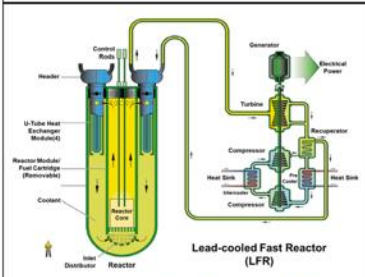 Control
Rods
Header
U-Tube Heat
Exchanger
Module(4)
Reactor Module/
Fuel Cartridge
(Removable)
Coolant
Reactor
Core
Inlet
Distributor
Reactor
Generator
Electrical
Power
Turbine
Recuperator
Compressor
Heat Sink
Pre
Cooler
Heat Sink
Intercooler
Compressor
Lead-cooled Fast Reactor
(LFR)